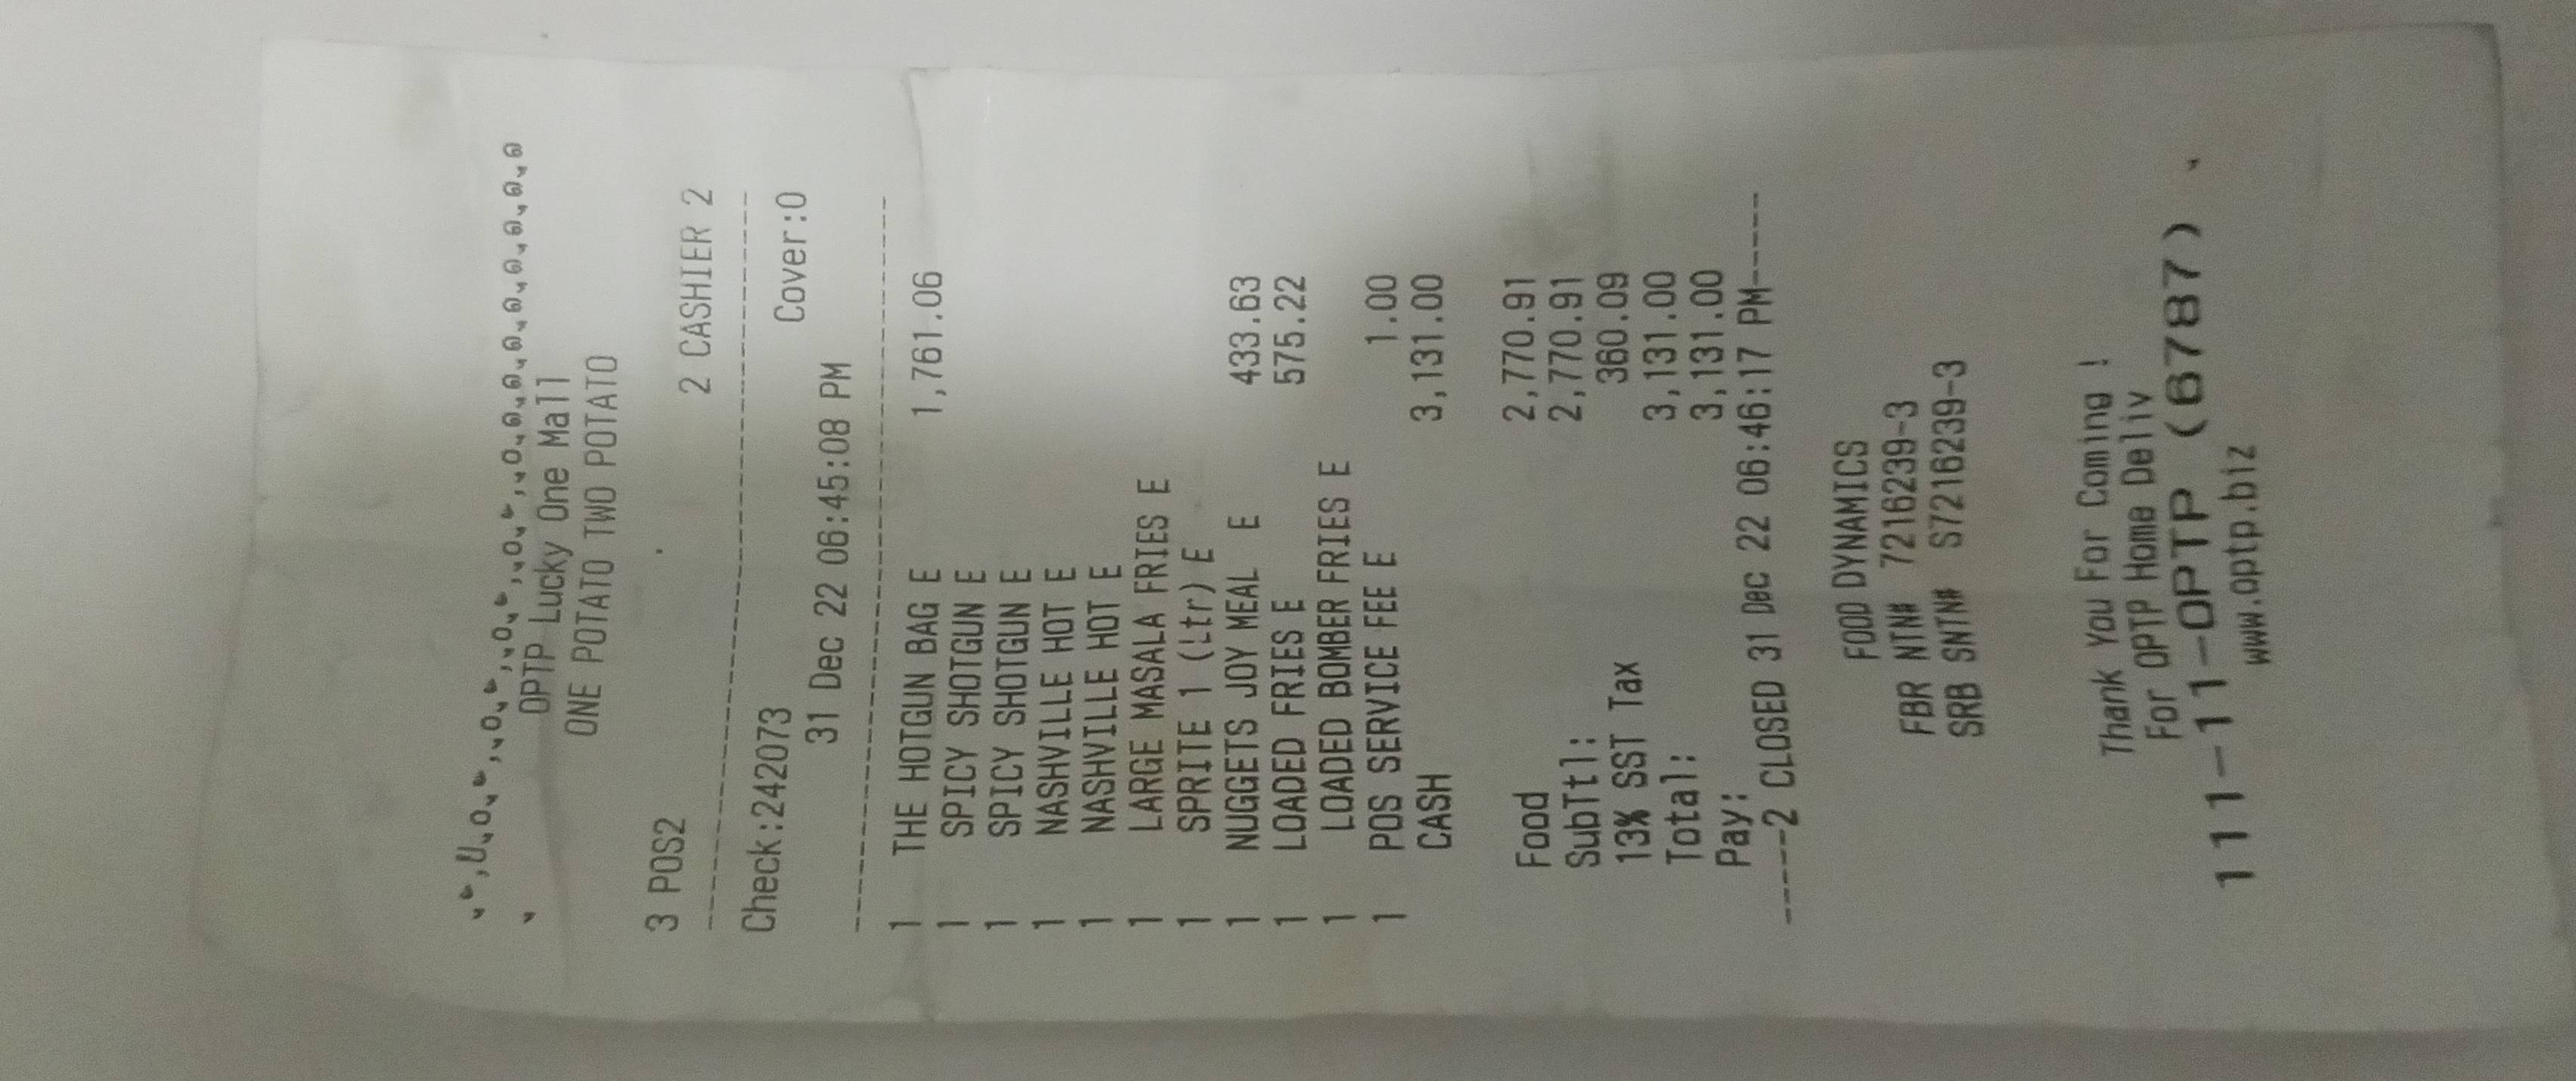 OPTP Lucky One Mall
ONE POTATO TWO POTATO
3 POS2 2 CASHIER 2
Check:242073 Cover:0
31 Dec 22 06:45:08 PM
1 THE HOTGUN BAG E 1,761.06
1 SPICY SHOTGUN E
1 SPICY SHOTGUN E
1 NASHVILLE HOT E
1 NASHVILLE HOT E
1 LARGE MASALA FRIES E
1 SPRITE 1 (Ltr) E
1 NUGGETS JOY MEAL E 433.63
1 LOADED FRIES E 575.22
1 LOADED BOMBER FRIES E
1 POS SERVICE FEE E 1.00
CASH 3,131.00
Food 2,770.91
SubTtl: 2,770.91
13% SST Tax 360.09
Total: 3,131.00
Pay: 3,131.00
-----2 CLOSED 31 Dec 22 06:46:17 PM-----
FOOD DYNAMICS
FBR NTN# 7216239-3
SRB SNTN# S7216239-3
Thank You For Coming !
For OPTP Home Deliv
111-11-OPTP (6787)
www.optp.biz